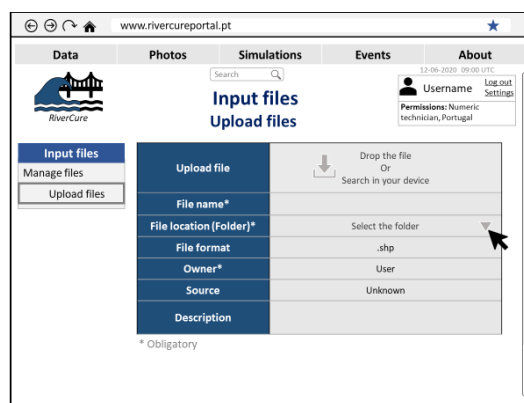 www.rivercureportal.pt
Data Photos Simulations Events About
Search
12-06-2020 09:00 UTC
RiverCure
Input files
Upload files
Username
Log out
Settings
Permissions: Numeric
technician, Portugal
Input files
Manage files
Upload files
Upload file
Drop the file
Or
Search in your device
File name*
File location (Folder)* Select the folder
File format .shp
Owner* User
Source Unknown
Description
* Obligatory